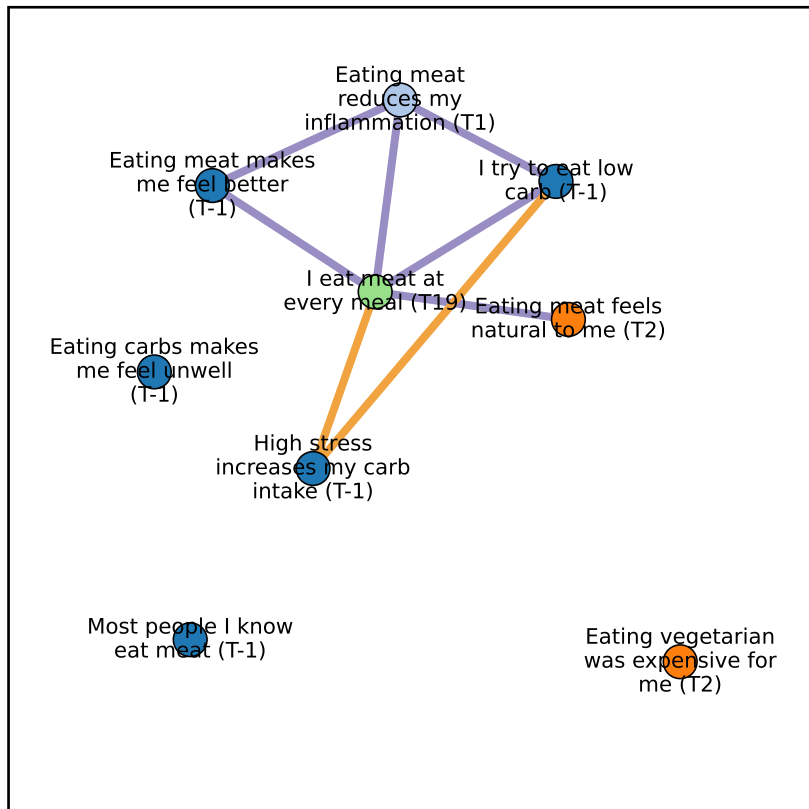 Eating meat
reduces my
inflammation (T1)
Eating meat makes
me feel better
(T-1)
I try to eat low
carb (T-1)
I eat meat at
every meal (T19)
Eating meat feels
natural to me (T2)
Eating carbs makes
me feel unwell
(T-1)
High stress
increases my carb
intake (T-1)
Most people I know
eat meat (T-1)
Eating vegetarian
was expensive for
me (T2)